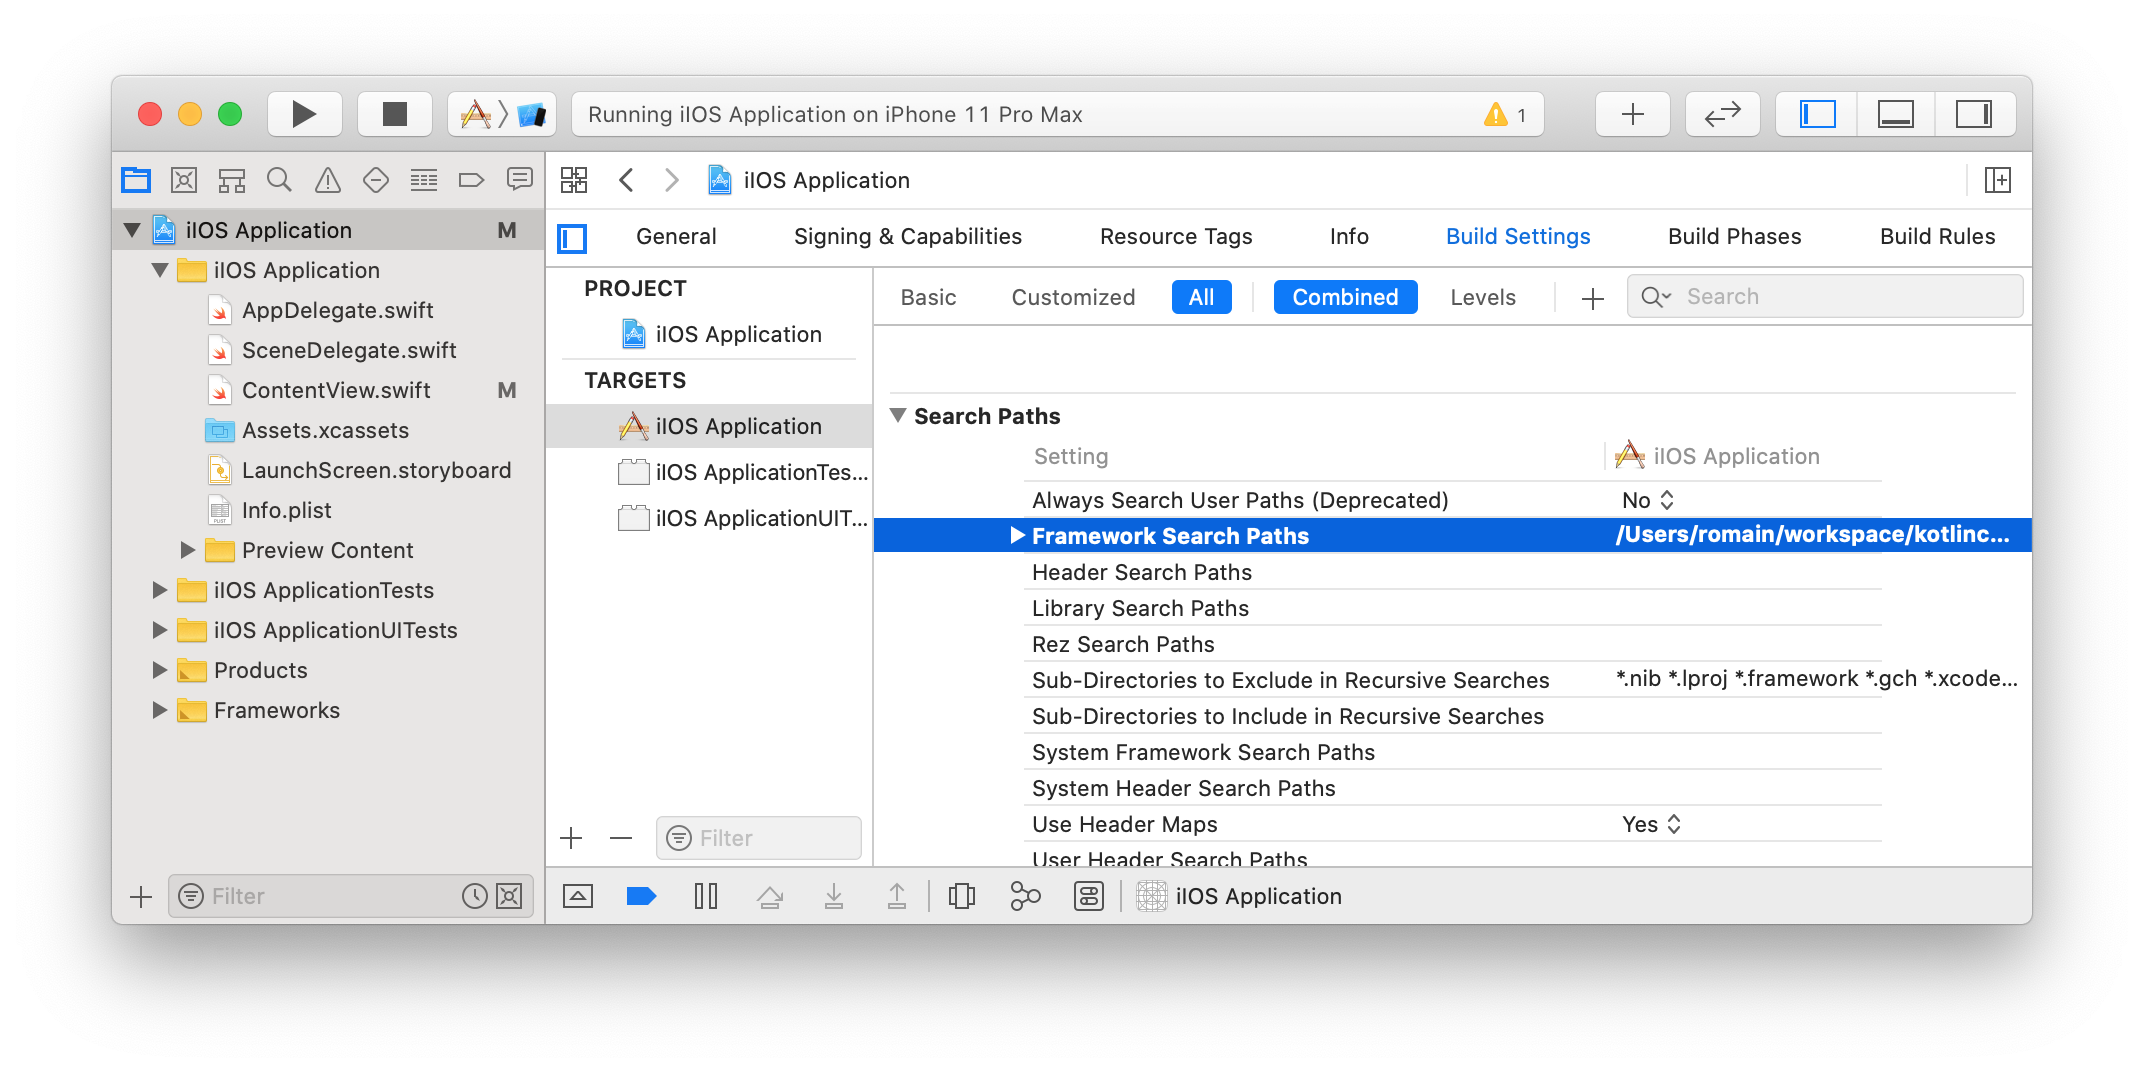 Running iIOS Application on iPhone 11 Pro Max
1
iIOS Application M
iIOS Application
AppDelegate.swift
SceneDelegate.swift
ContentView.swift M
Assets.xcassets
LaunchScreen.storyboard
Info.plist
Preview Content
iIOS ApplicationTests
iIOS ApplicationUITests
Products
Frameworks
Filter
iIOS Application
General Signing & Capabilities Resource Tags Info Build Settings Build Phases Build Rules
PROJECT
iIOS Application
TARGETS
iIOS Application
iIOS ApplicationTes...
iIOS ApplicationUIT...
Filter
Basic Customized All Combined Levels Search
Search Paths
Setting iIOS Application
Always Search User Paths (Deprecated) No
Framework Search Paths /Users/romain/workspace/kotlinc...
Header Search Paths
Library Search Paths
Rez Search Paths
Sub-Directories to Exclude in Recursive Searches *.nib *.lproj *.framework *.gch *.xcode...
Sub-Directories to Include in Recursive Searches
System Framework Search Paths
System Header Search Paths
Use Header Maps Yes
User Header Search Paths
iIOS Application